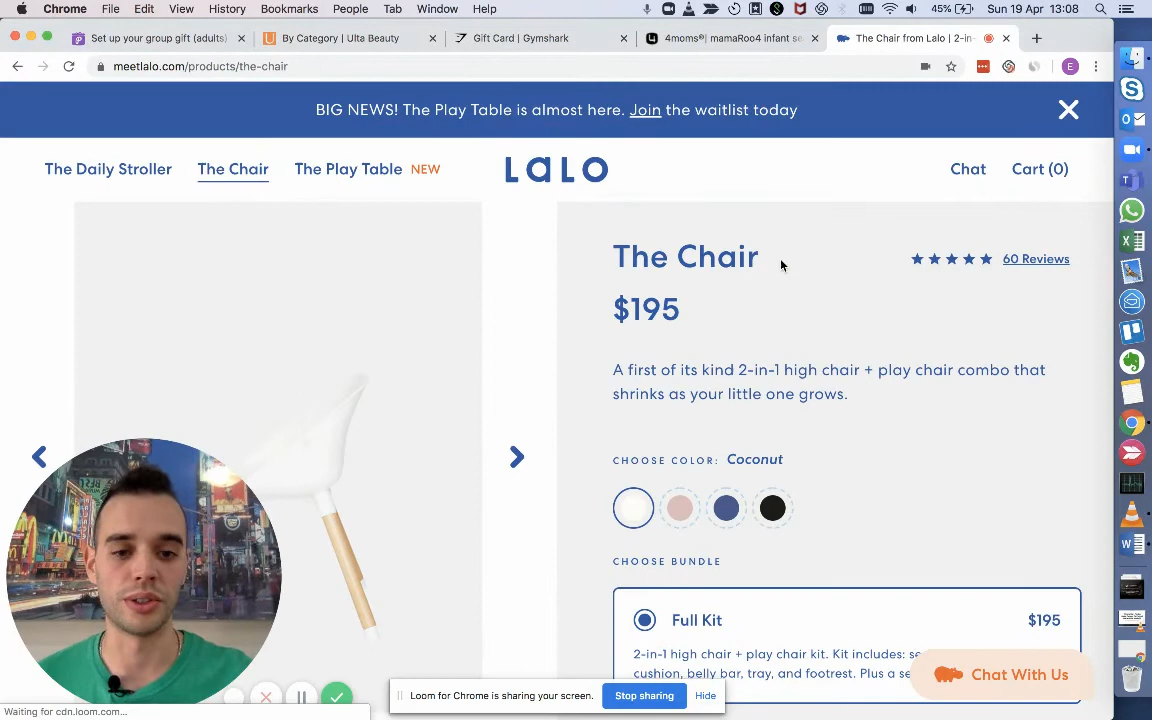 Chrome File Edit View History Bookmarks People Tab Window Help 45% Sun 19 Apr 13:08
Set up your group gift (adults) By Category | Ulta Beauty Gift Card | Gymshark 4moms®| mamaRoo4 infant se The Chair from Lalo | 2-in-
meetlalo.com/products/the-chair E
BIG NEWS! The Play Table is almost here. Join the waitlist today
The Daily Stroller The Chair The Play Table NEW LaLO Chat Cart (0)
The Chair 60 Reviews
$195
A first of its kind 2-in-1 high chair + play chair combo that
shrinks as your little one grows.
CHOOSE COLOR: Coconut
CHOOSE BUNDLE
Full Kit $195
2-in-1 high chair + play chair kit. Kit includes:
cushion, belly bar, tray, and footrest. Plus a
Chat With Us
Loom for Chrome is sharing your screen. Stop sharing Hide
Waiting for cdn.loom.com...